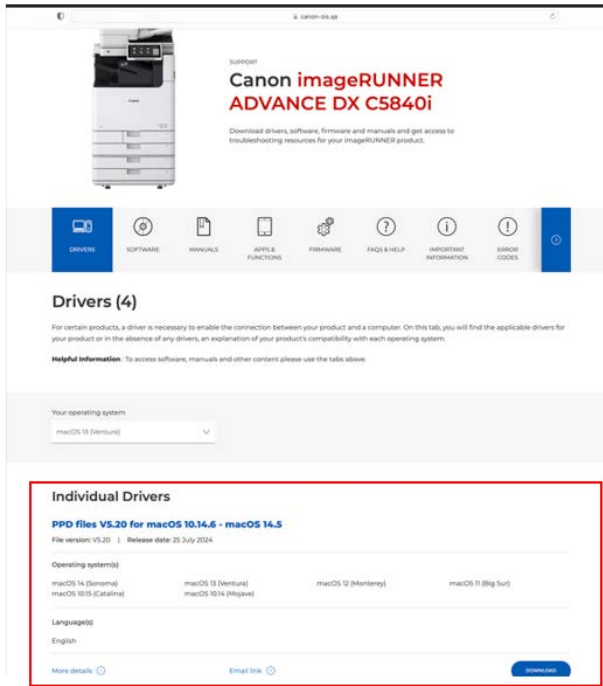 canon-ois.qa
SUPPORT
Canon imageRUNNER
ADVANCE DX C5840i
Download drivers, software, firmware and manuals and get access to
troubleshooting resources for your imageRUNNER product.
DRIVERS
SOFTWARE
MANUALS
APPS &
FUNCTIONS
FIRMWARE
FAQS & HELP
IMPORTANT
INFORMATION
ERROR
CODES
Drivers (4)
For certain products, a driver is necessary to enable the connection between your product and a computer. On this tab, you will find the applicable drivers for
your product or in the absence of any drivers, an explanation of your product's compatibility with each operating system.
Helpful Information : To access software, manuals and other content please use the tabs above.
Your operating system
macOS 13 (Ventura)
Individual Drivers
PPD files V5.20 for macOS 10.14.6 - macOS 14.5
File version: V5.20 | Release date: 25 July 2024
Operating system(s)
macOS 14 (Sonoma) macOS 13 (Ventura) macOS 12 (Monterey) macOS 11 (Big Sur)
macOS 10.15 (Catalina) macOS 10.14 (Mojave)
Language(s)
English
More details Email link DOWNLOAD